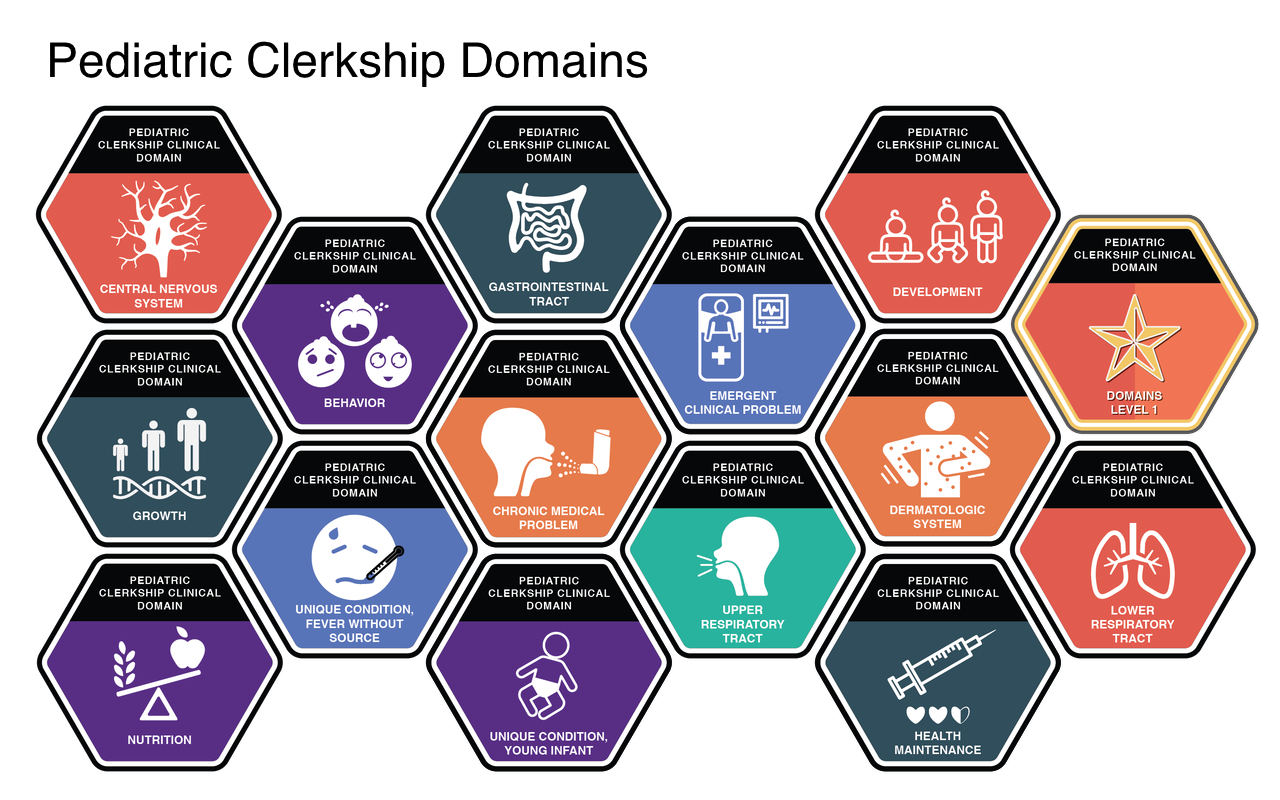 Pediatric Clerkship Domains
PEDIATRIC
CLERKSHIP CLINICAL
DOMAIN
CENTRAL NERVOUS
SYSTEM
PEDIATRIC
CLERKSHIP CLINICAL
DOMAIN
GASTROINTESTINAL
TRACT
PEDIATRIC
CLERKSHIP CLINICAL
DOMAIN
DEVELOPMENT
PEDIATRIC
CLERKSHIP CLINICAL
DOMAIN
BEHAVIOR
PEDIATRIC
CLERKSHIP CLINICAL
DOMAIN
EMERGENT
CLINICAL PROBLEM
PEDIATRIC
CLERKSHIP CLINICAL
DOMAIN
DOMAINS
LEVEL 1
PEDIATRIC
CLERKSHIP CLINICAL
DOMAIN
GROWTH
PEDIATRIC
CLERKSHIP CLINICAL
DOMAIN
CHRONIC MEDICAL
PROBLEM
PEDIATRIC
CLERKSHIP CLINICAL
DOMAIN
DERMATOLOGIC
SYSTEM
PEDIATRIC
CLERKSHIP CLINICAL
DOMAIN
UNIQUE CONDITION,
FEVER WITHOUT
SOURCE
PEDIATRIC
CLERKSHIP CLINICAL
DOMAIN
UPPER
RESPIRATORY
TRACT
PEDIATRIC
CLERKSHIP CLINICAL
DOMAIN
LOWER
RESPIRATORY
TRACT
PEDIATRIC
CLERKSHIP CLINICAL
DOMAIN
NUTRITION
PEDIATRIC
CLERKSHIP CLINICAL
DOMAIN
UNIQUE CONDITION,
YOUNG INFANT
PEDIATRIC
CLERKSHIP CLINICAL
DOMAIN
HEALTH
MAINTENANCE